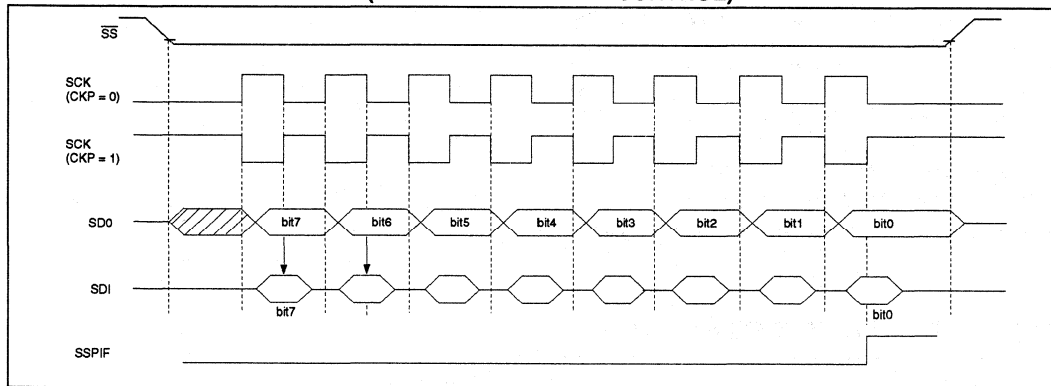 SS
SCK
(CKP = 0)
SCK
(CKP = 1)
SD0
bit7 bit6 bit5 bit4 bit3 bit2 bit1 bit0
SDI
bit7 bit0
SSPIF